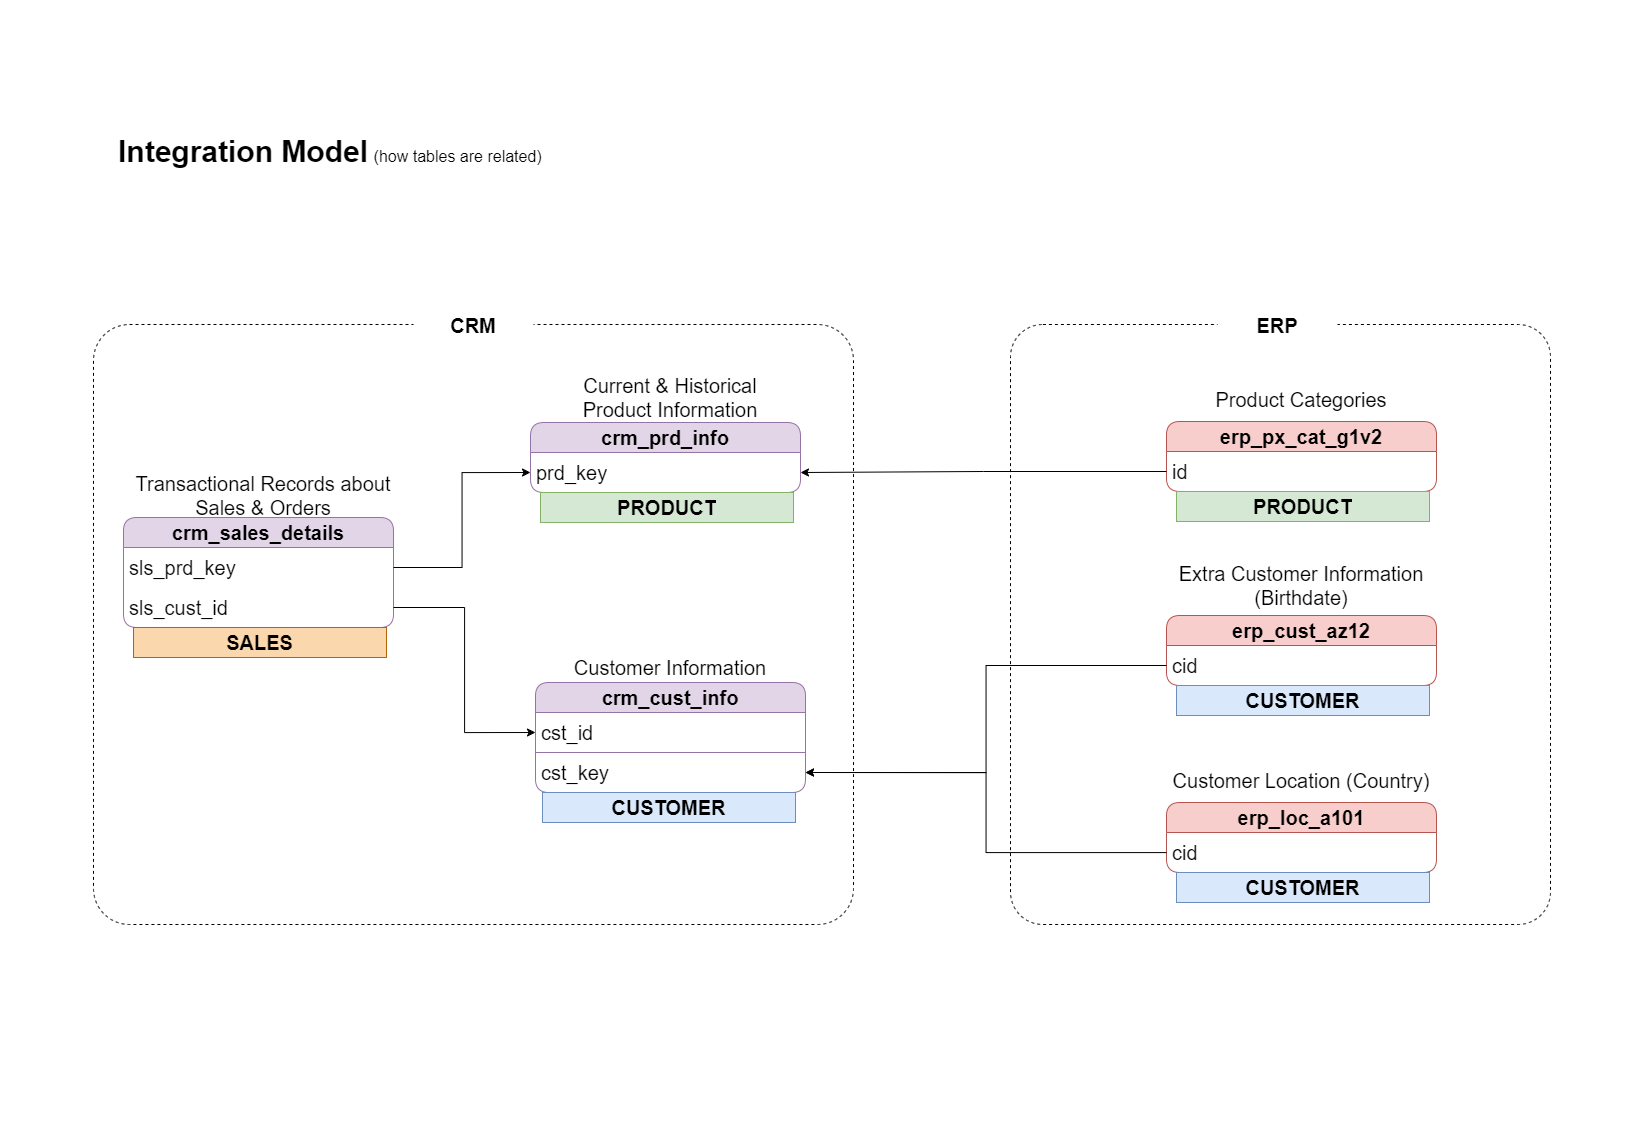 Integration Model (how tables are related)
CRM
Current & Historical
Product Information
crm_prd_info
prd_key
PRODUCT
Transactional Records about
Sales & Orders
crm_sales_details
sls_prd_key
sls_cust_id
SALES
Customer Information
crm_cust_info
cst_id
cst_key
CUSTOMER
ERP
Product Categories
erp_px_cat_g1v2
id
PRODUCT
Extra Customer Information
(Birthdate)
erp_cust_az12
cid
CUSTOMER
Customer Location (Country)
erp_loc_a101
cid
CUSTOMER